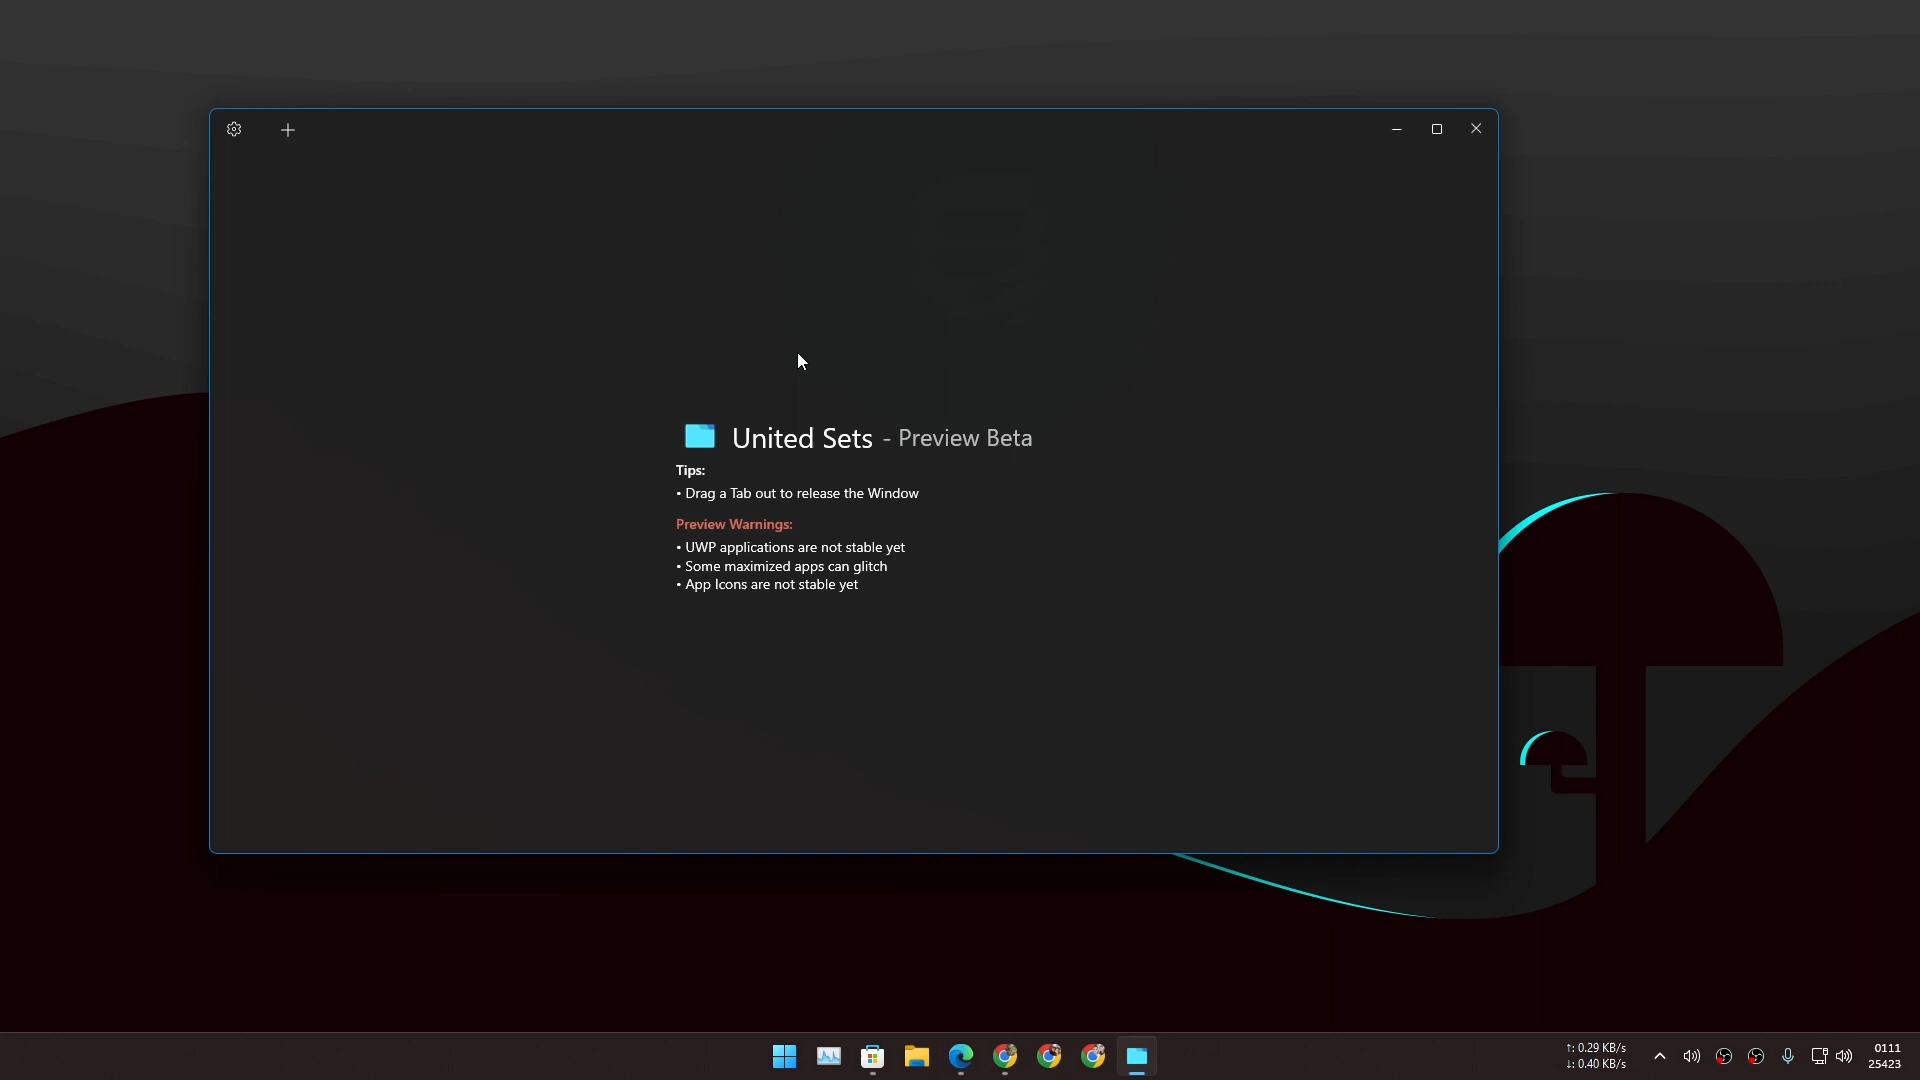 United Sets - Preview Beta
Tips:
• Drag a Tab out to release the Window
Preview Warnings:
• UWP applications are not stable yet
• Some maximized apps can glitch
• App Icons are not stable yet
↑: 0.29 KB/s
↓: 0.40 KB/s
0111
25423